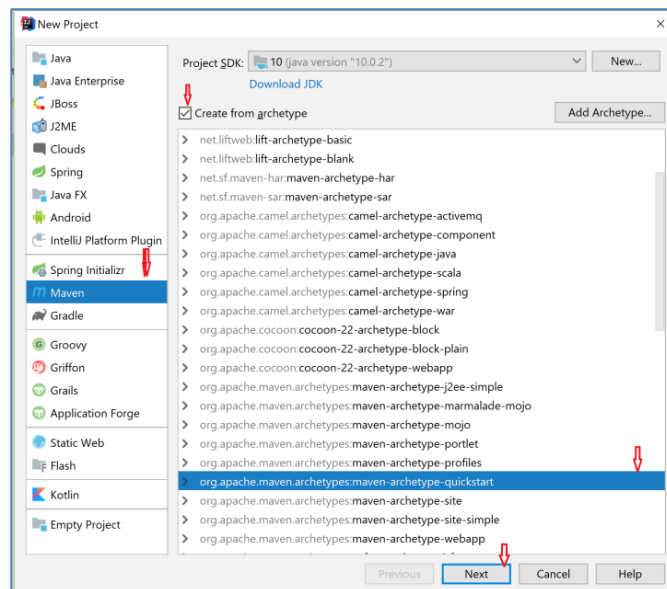 New Project
Java
Java Enterprise
JBoss
J2ME
Clouds
Spring
Java FX
Android
IntelliJ Platform Plugin
Spring Initializr
Maven
Gradle
Groovy
Griffon
Grails
Application Forge
Static Web
Flash
Kotlin
Empty Project
Project SDK: 10 (java version "10.0.2") New...
Download JDK
Create from archetype Add Archetype...
net.liftweb:lift-archetype-basic
net.liftweb:lift-archetype-blank
net.sf.maven-har:maven-archetype-har
net.sf.maven-sar:maven-archetype-sar
org.apache.camel.archetypes:camel-archetype-activemq
org.apache.camel.archetypes:camel-archetype-component
org.apache.camel.archetypes:camel-archetype-java
org.apache.camel.archetypes:camel-archetype-scala
org.apache.camel.archetypes:camel-archetype-spring
org.apache.camel.archetypes:camel-archetype-war
org.apache.cocoon:cocoon-22-archetype-block
org.apache.cocoon:cocoon-22-archetype-block-plain
org.apache.cocoon:cocoon-22-archetype-webapp
org.apache.maven.archetypes:maven-archetype-j2ee-simple
org.apache.maven.archetypes:maven-archetype-marmalade-mojo
org.apache.maven.archetypes:maven-archetype-mojo
org.apache.maven.archetypes:maven-archetype-portlet
org.apache.maven.archetypes:maven-archetype-profiles
org.apache.maven.archetypes:maven-archetype-quickstart
org.apache.maven.archetypes:maven-archetype-site
org.apache.maven.archetypes:maven-archetype-site-simple
org.apache.maven.archetypes:maven-archetype-webapp
Previous Next Cancel Help